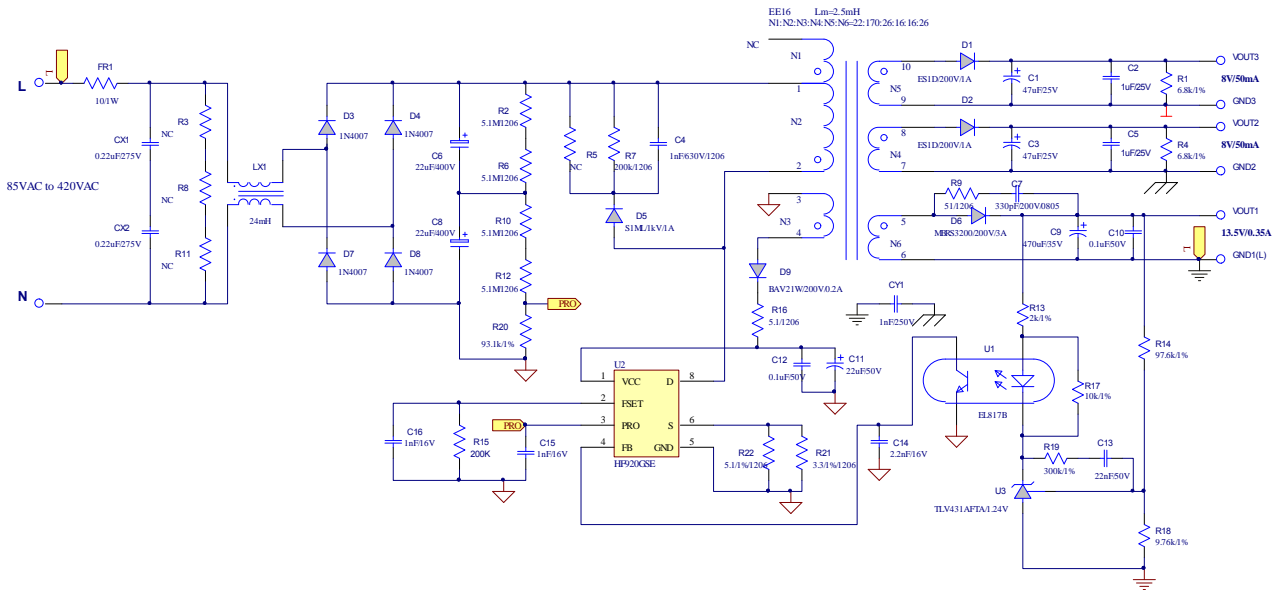 EE16 Lm=2.5mH
N1:N2:N3:N4:N5:N6=22:170:26:16:16:26
L
L
FR1
10/1W
CX1
NC
0.22uF/275V
R3
R8
NC
CX2
0.22uF/275V
R11
NC
85VAC to 420VAC
N
LX1
24mH
D3
1N4007
D4
1N4007
D7
1N4007
D8
1N4007
C6
22uF/400V
C8
22uF/400V
R2
5.1M1206
R6
5.1M1206
R10
5.1M1206
R12
5.1M1206
R20
93.1k/1%
PRO
R5
NC
R7
200k/1206
C4
1nF/630V/1206
D5
S1ML/1kV/1A
NC
N1
1
N2
2
3
N3
4
10
N5
9
8
N4
7
5
N6
6
D1
ES1D/200V/1A
D2
ES1D/200V/1A
C1
47uF/25V
C2
1uF/25V
R1
6.8k/1%
VOUT3
8V/50mA
GND3
VOUT2
C3
47uF/25V
C5
1uF/25V
R4
6.8k/1%
8V/50mA
GND2
R9
51/1206
C7
330pF/200V/0805
D6
MBRS3200/200V/3A
C9
470uF/35V
C10
0.1uF/50V
VOUT1
13.5V/0.35A
L
GND1(L)
D9
BAV21W/200V/0.2A
R16
5.1/1206
CY1
1nF/250V
C12
0.1uF/50V
C11
22uF/50V
R13
2k/1%
R14
97.6k/1%
U1
EL817B
R17
10k/1%
U2
1
VCC
D
8
2
FSET
3
PRO
S
6
4
FB
GND
5
HF920GSE
C16
1nF/16V
R15
200K
PRO
C15
1nF/16V
R22
5.1/1%/1206
R21
3.3/1%/1206
C14
2.2nF/16V
R19
300k/1%
C13
22nF/50V
U3
TLV431AFTA/1.24V
R18
9.76k/1%